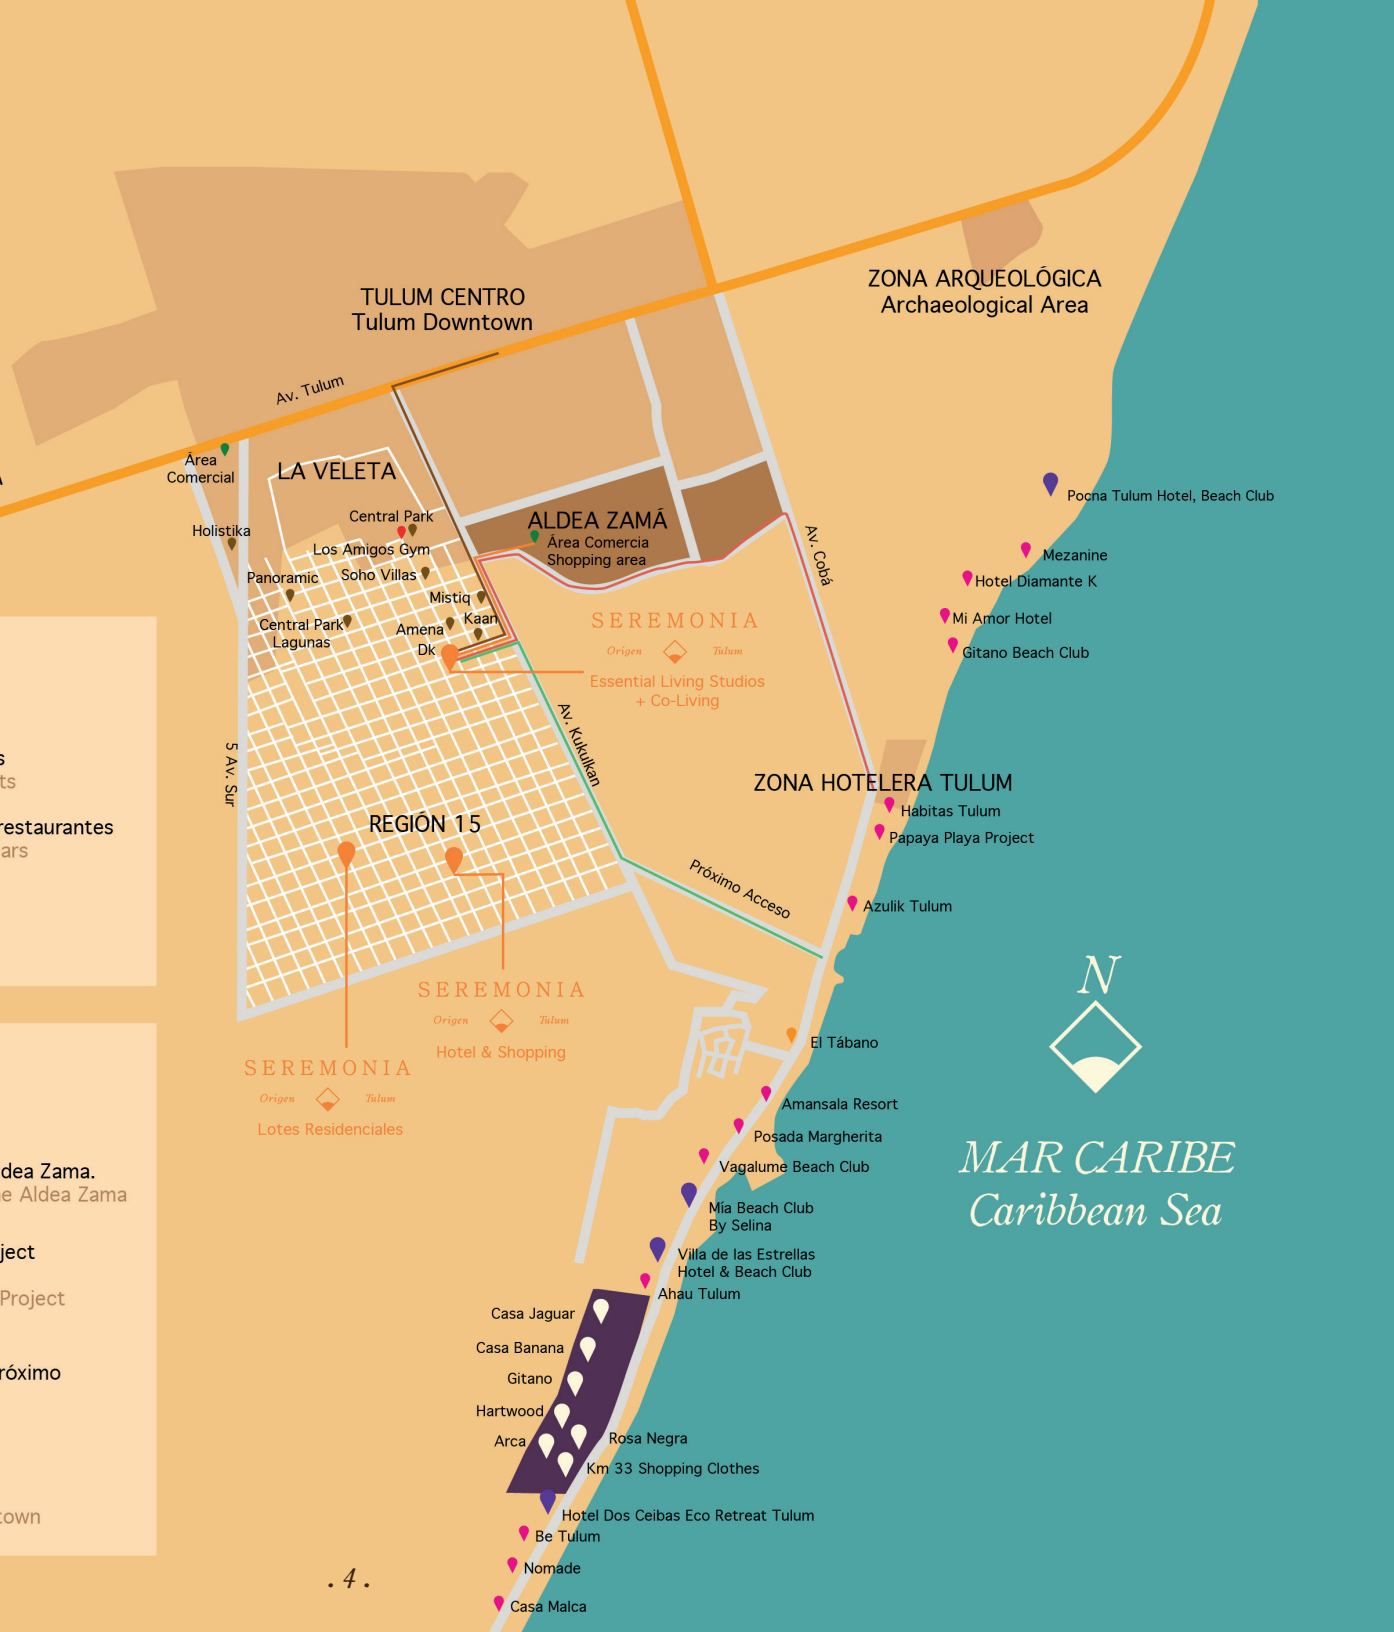 TULUM CENTRO
Tulum Downtown
ZONA ARQUEOLÓGICA
Archaeological Area
Av. Tulum
Área
Comercial
LA VELETA
A
Holistika
Central Park
Los Amigos Gym
ALDEA ZAMÁ
Área Comercia
Shopping area
Av. Cobá
Pocna Tulum Hotel, Beach Club
Mezanine
Hotel Diamante K
Mi Amor Hotel
Gitano Beach Club
Panoramic
Soho Villas
Mistiq
Central Park
Lagunas
Amena
Kaan
Dk
SEREMONIA
Origen Tulum
Essential Living Studios
+ Co-Living
5 Av. Sur
Av. Kukulkan
ZONA HOTELERA TULUM
Habitas Tulum
Papaya Playa Project
s
ts
restaurantes
ars
REGIÓN 15
Próximo Acceso
Azulik Tulum
SEREMONIA
Origen Tulum
Hotel & Shopping
SEREMONIA
Origen Tulum
Lotes Residenciales
N
MAR CARIBE
Caribbean Sea
El Tábano
Amansala Resort
Posada Margherita
Vagalume Beach Club
Mía Beach Club
By Selina
Villa de las Estrellas
Hotel & Beach Club
Ahau Tulum
dea Zama.
e Aldea Zama
ject
Project
róximo
town
Casa Jaguar
Casa Banana
Gitano
Hartwood
Arca
Rosa Negra
Km 33 Shopping Clothes
Hotel Dos Ceibas Eco Retreat Tulum
Be Tulum
Nomade
Casa Malca
. 4 .